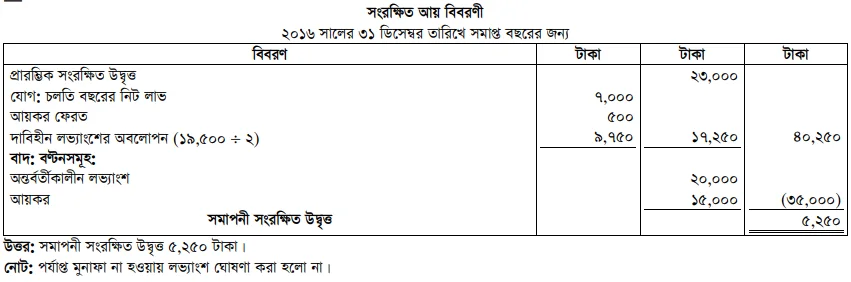 সংরক্ষিত আয় বিবরণী
২০১৬ সালের ৩১ ডিসেম্বর তারিখে সমাপ্ত বছরের জন্য
বিবরণ টাকা টাকা টাকা
প্রারম্ভিক সংরক্ষিত উদ্বৃত্ত ২৩,০০০
যোগ: চলতি বছরের নিট লাভ ৭,০০০
আয়কর ফেরত ৫০০
দাবিহীন লভ্যাংশের অবলোপন (১৯,৫০০ ÷ ২) ৯,৭৫০ ১৭,২৫০ ৪০,২৫০
বাদ: বণ্টনসমূহ:
অন্তর্বর্তীকালীন লভ্যাংশ ২০,০০০
আয়কর ১৫,০০০ (৩৫,০০০)
সমাপনী সংরক্ষিত উদ্বৃত্ত ৫,২৫০
উত্তর: সমাপনী সংরক্ষিত উদ্বৃত্ত ৫,২৫০ টাকা।
নোট: পর্যাপ্ত মুনাফা না হওয়ায় লভ্যাংশ ঘোষণা করা হলো না।